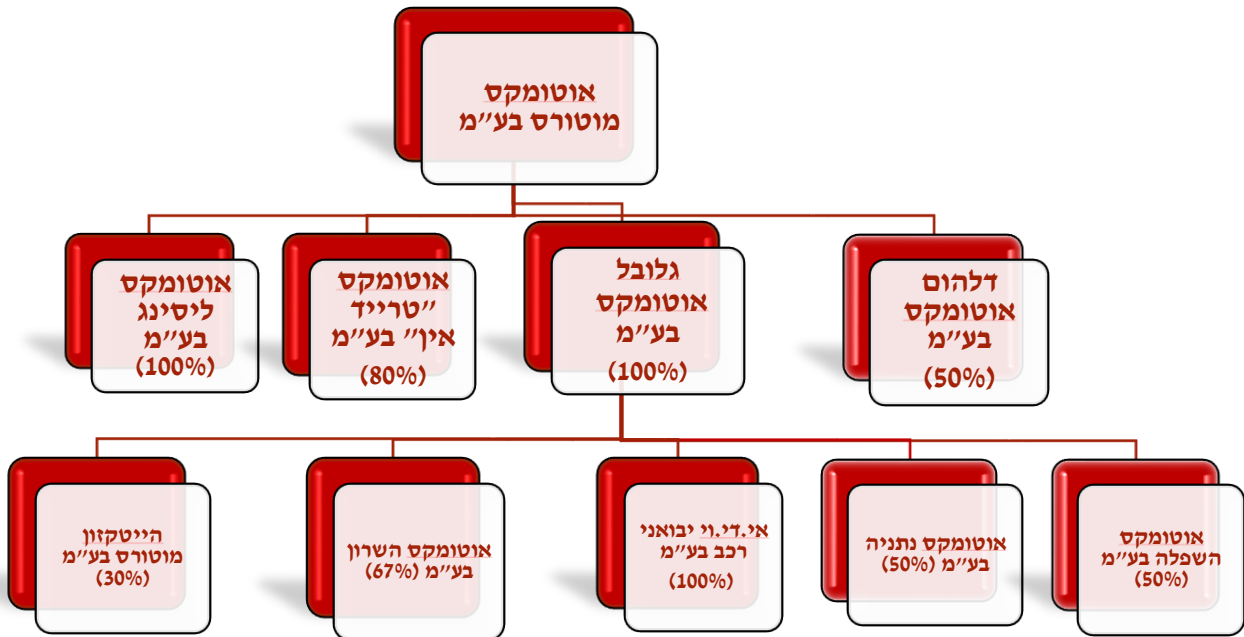 אוטומקס
מוטורס בע״מ
דלהום
אוטומקס
בע״מ
(50%)
גלובל
אוטומקס
בע״מ
(100%)
אוטומקס
״טרייד
אין״ בע״מ
(80%)
אוטומקס
ליסינג
בע״מ
(100%)
אוטומקס
השפלה בע״מ
(50%)
אוטומקס נתניה
בע״מ (50%)
אי.די.וי יבואני
רכב בע״מ
(100%)
אוטומקס השרון
בע״מ (67%)
הייטקזון
מוטורס בע״מ
(30%)